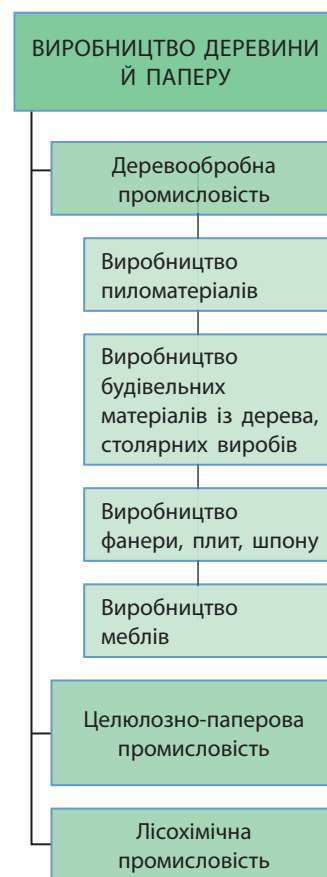 ВИРОБНИЦТВО ДЕРЕВИНИ
Й ПАПЕРУ
Деревообробна
промисловість
Виробництво
пиломатеріалів
Виробництво
будівельних
матеріалів із дерева,
столярних виробів
Виробництво
фанери, плит, шпону
Виробництво
меблів
Целюлозно-паперова
промисловість
Лісохімічна
промисловість